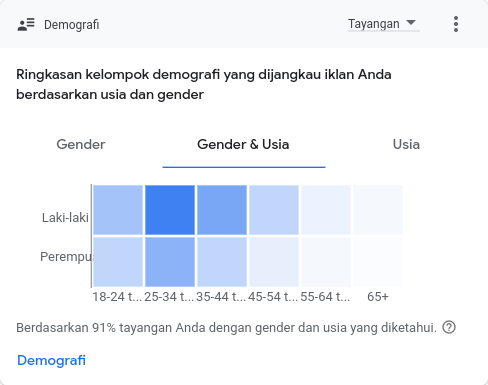 Demografi
Tayangan
Ringkasan kelompok demografi yang dijangkau iklan Anda
berdasarkan usia dan gender
Gender
Gender & Usia
Usia
Laki-laki
Perempu
18-24 t... 25-34 t... 35-44 t... 45-54 t... 55-64 t... 65+
Berdasarkan 91% tayangan Anda dengan gender dan usia yang diketahui.
Demografi